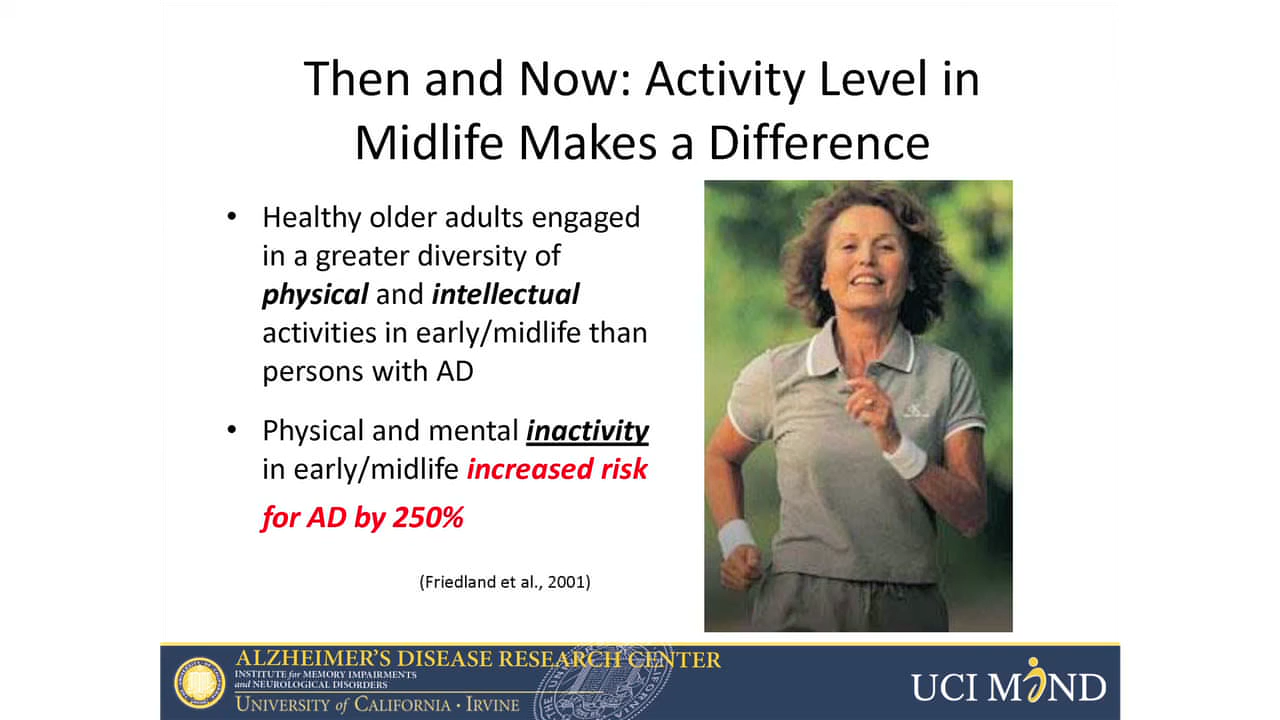 Then and Now: Activity Level in
Midlife Makes a Difference
• Healthy older adults engaged
in a greater diversity of
physical and intellectual
activities in early/midlife than
persons with AD
• Physical and mental inactivity
in early/midlife increased risk
for AD by 250%
(Friedland et al., 2001)
ALZHEIMER'S DISEASE RESEARCH CENTER
INSTITUTE for MEMORY IMPAIRMENTS
and NEUROLOGICAL DISORDERS
UNIVERSITY of CALIFORNIA • IRVINE
UCI MIND